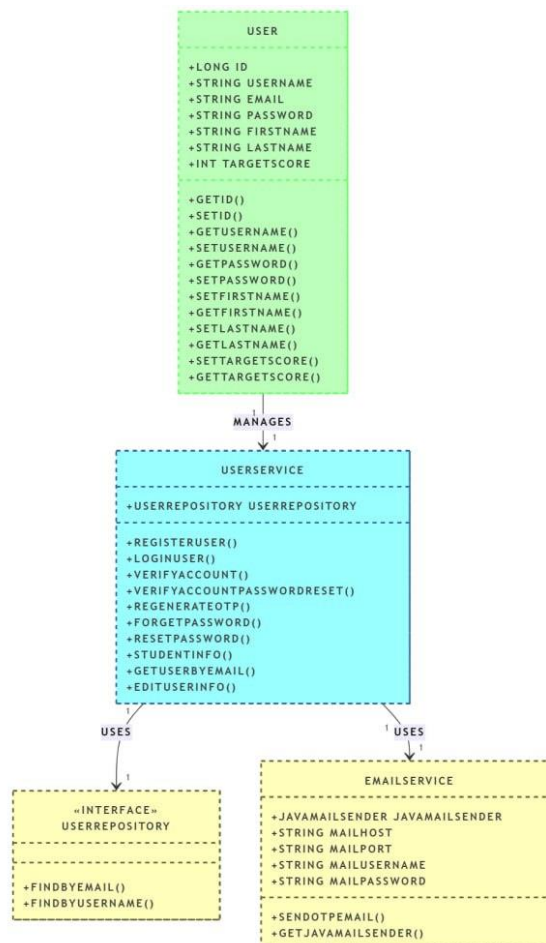 USER
+LONG ID
+STRING USERNAME
+STRING EMAIL
+STRING PASSWORD
+STRING FIRSTNAME
+STRING LASTNAME
+INT TARGETSCORE
+GETID()
+SETID()
+GETUSERNAME()
+SETUSERNAME()
+GETPASSWORD()
+SETPASSWORD()
+SETFIRSTNAME()
+GETFIRSTNAME()
+SETLASTNAME()
+GETLASTNAME()
+SETTARGETSCORE()
+GETTARGETSCORE()
1
MANAGES
1
USERSERVICE
+USERREPOSITORY USERREPOSITORY
+REGISTERUSER()
+LOGINUSER()
+VERIFYACCOUNT()
+VERIFYACCOUNTPASSWORDRESET()
+REGENERATEOTP()
+FORGETPASSWORD()
+RESETPASSWORD()
+STUDENTINFO()
+GETUSERBYEMAIL()
+EDITUSERINFO()
1
USES
1
1
USES
1
«INTERFACE»
USERREPOSITORY
+FINDBYEMAIL()
+FINDBYUSERNAME()
EMAILSERVICE
+JAVAMAILSENDER JAVAMAILSENDER
+STRING MAILHOST
+STRING MAILPORT
+STRING MAILUSERNAME
+STRING MAILPASSWORD
+SENDOTPEMAIL()
+GETJAVAMAILSENDER()